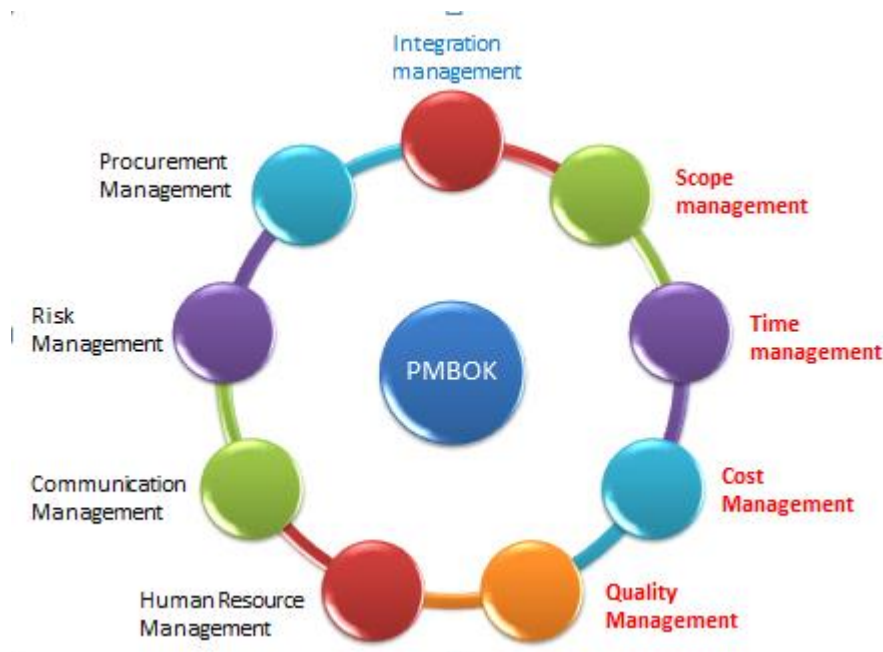 Integration
management
Scope
management
Time
management
Cost
Management
Quality
Management
Human Resource
Management
Communication
Management
Risk
Management
Procurement
Management
PMBOK